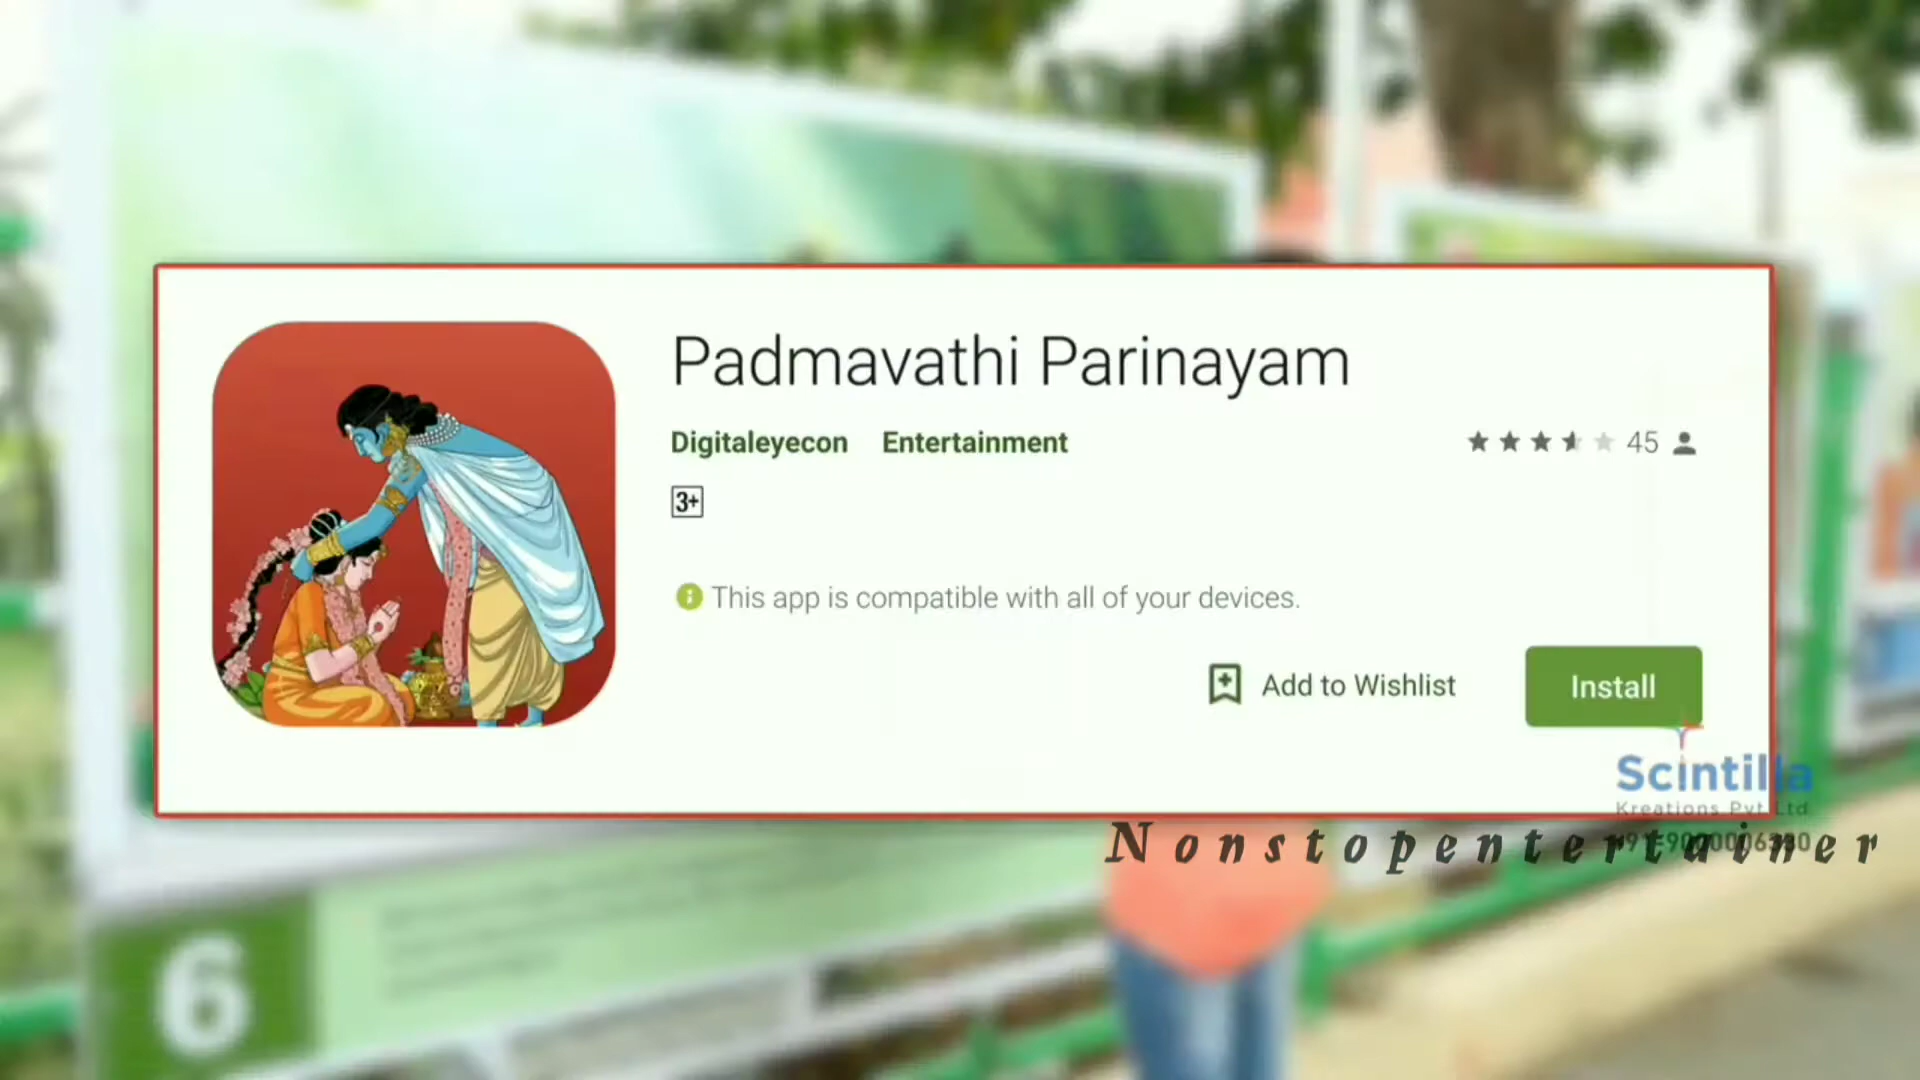 Padmavathi Parinayam
Digitaleyecon Entertainment
45
3+
This app is compatible with all of your devices.
Add to Wishlist
Install
Scintilla
Kreations Pvt Ltd
Nonstopentertainer
6